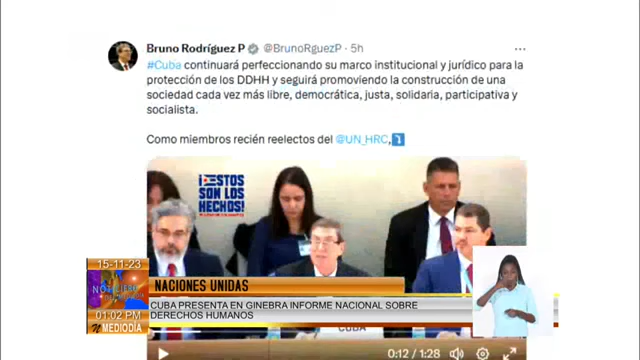 Bruno Rodríguez P @BrunoRguezP · 5h
#Cuba continuará perfeccionando su marco institucional y jurídico para la
protección de los DDHH y seguirá promoviendo la construcción de una
sociedad cada vez más libre, democrática, justa, solidaria, participativa y
socialista.
Como miembros recién reelectos del @UN_HRC,
¡ESTOS
SON LOS
HECHOS!
15-11-23
NACIONES UNIDAS
CUBA PRESENTA EN GINEBRA INFORME NACIONAL SOBRE
DERECHOS HUMANOS
01:02 PM
MEDIODÍA
CUBA
0:12 / 1:28